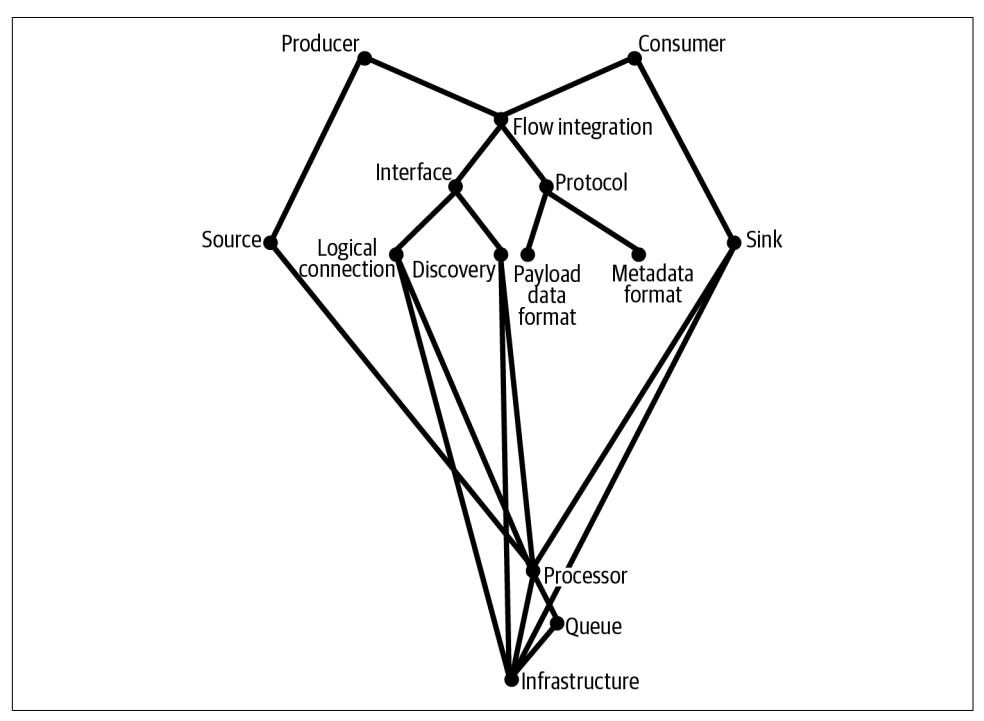 Producer
Consumer
Flow integration
Interface
Protocol
Source
Sink
Logical
connection
Discovery
Payload
data
format
Metadata
format
Processor
Queue
Infrastructure